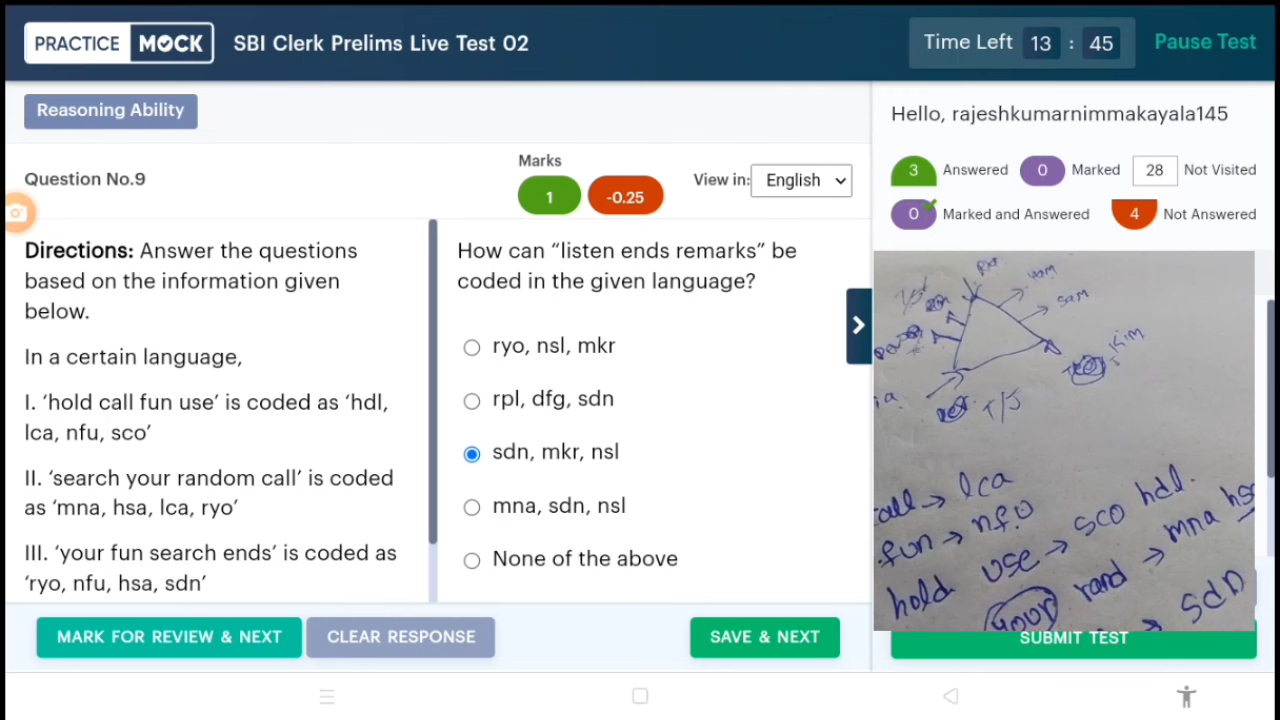 PRACTICE MOCK SBI Clerk Prelims Live Test 02
Time Left 13 : 45 Pause Test
Reasoning Ability
Hello, rajeshkumarnimmakayala145
Question No.9
Marks
1 -0.25
View in: English
3 Answered 0 Marked 28 Not Visited
0 Marked and Answered 4 Not Answered
Directions: Answer the questions
based on the information given
below.
In a certain language,
I. ‘hold call fun use’ is coded as ‘hdl,
lca, nfu, sco’
II. ‘search your random call’ is coded
as ‘mna, hsa, lca, ryo’
III. ‘your fun search ends’ is coded as
‘ryo, nfu, hsa, sdn’
How can “listen ends remarks” be
coded in the given language?
ryo, nsl, mkr
rpl, dfg, sdn
sdn, mkr, nsl
mna, sdn, nsl
None of the above
Sam
Kim
T/J
call → lca
fun → nfu
hold use → sco hdl.
your rand → mna hsa
→ sdn
MARK FOR REVIEW & NEXT
CLEAR RESPONSE
SAVE & NEXT
SUBMIT TEST